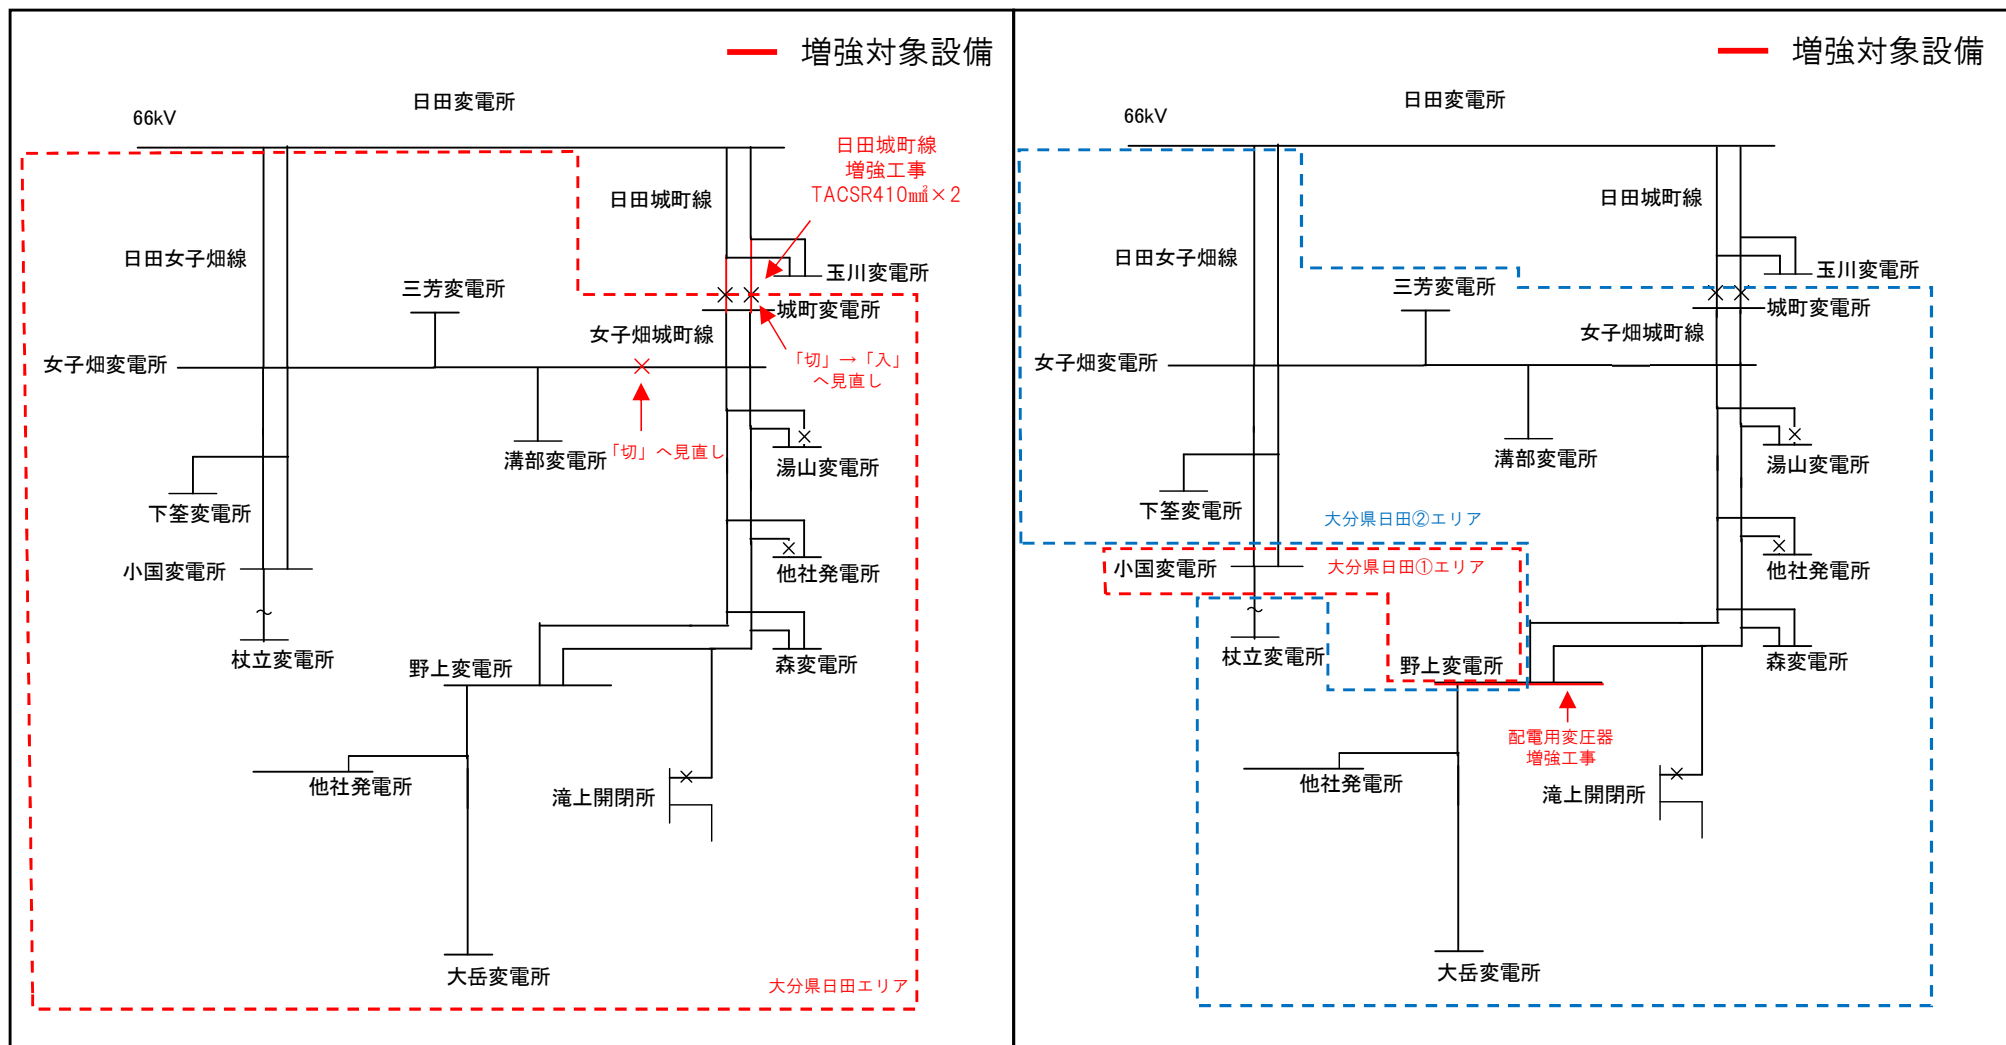 増強対象設備
日田変電所
66kV
日田城町線
増強工事
TACSR410㎟×2
日田城町線
日田女子畑線
玉川変電所
三芳変電所
城町変電所
女子畑城町線
「切」→「入」
へ見直し
女子畑変電所
「切」へ見直し
溝部変電所
湯山変電所
下筌変電所
小国変電所
他社発電所
杖立変電所
野上変電所
森変電所
他社発電所
滝上開閉所
大岳変電所
大分県日田エリア
増強対象設備
日田変電所
66kV
日田城町線
日田女子畑線
玉川変電所
三芳変電所
城町変電所
女子畑城町線
女子畑変電所
溝部変電所
湯山変電所
下筌変電所
大分県日田②エリア
小国変電所
大分県日田①エリア
他社発電所
杖立変電所
野上変電所
森変電所
配電用変圧器
増強工事
他社発電所
滝上開閉所
大岳変電所